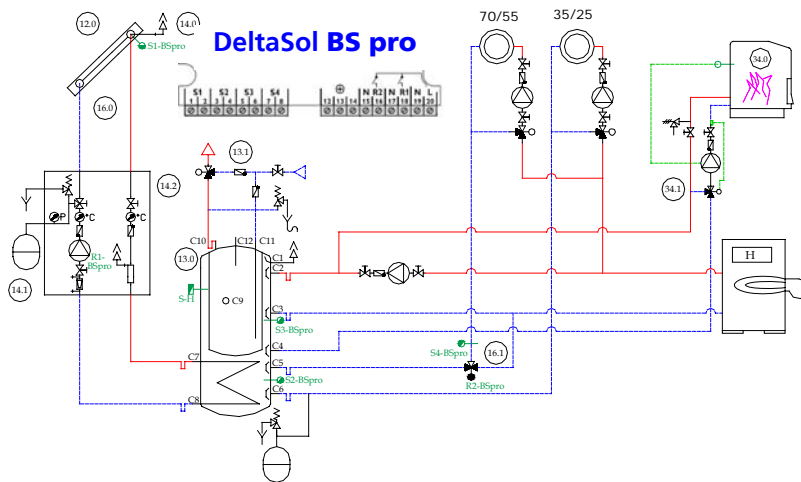 70/55
35/25
DeltaSol BS pro
12.0
14.0
S1-BSpro
34.0
S1 S2 S3 S4
N R2 N R1 N L
1 2 3 4 5 6 7 8
12 13 14 15 16 17 18 19 20
16.0
13.1
14.2
34.1
P
°C
°C
C10
C12
C11
13.0
C1
C2
R1-
BSpro
H
14.1
S-H
C9
C3
S3-BSpro
C4
S4-BSpro
16.1
C7
C5
S2-BSpro
R2-BSpro
C6
C8